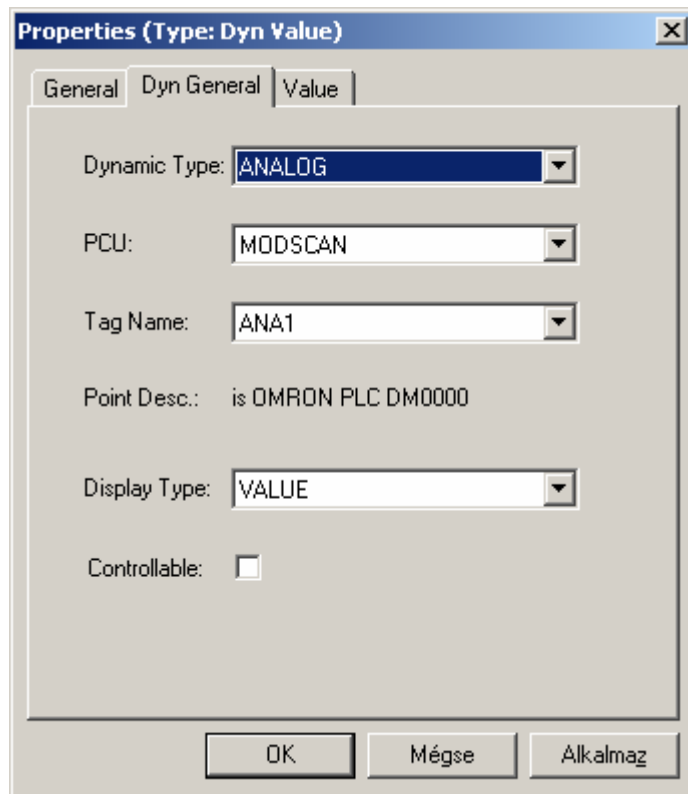 Properties (Type: Dyn Value)
General Dyn General Value
Dynamic Type: ANALOG
PCU: MODSCAN
Tag Name: ANA1
Point Desc.: is OMRON PLC DM0000
Display Type: VALUE
Controllable:
OK Mégse Alkalmaz